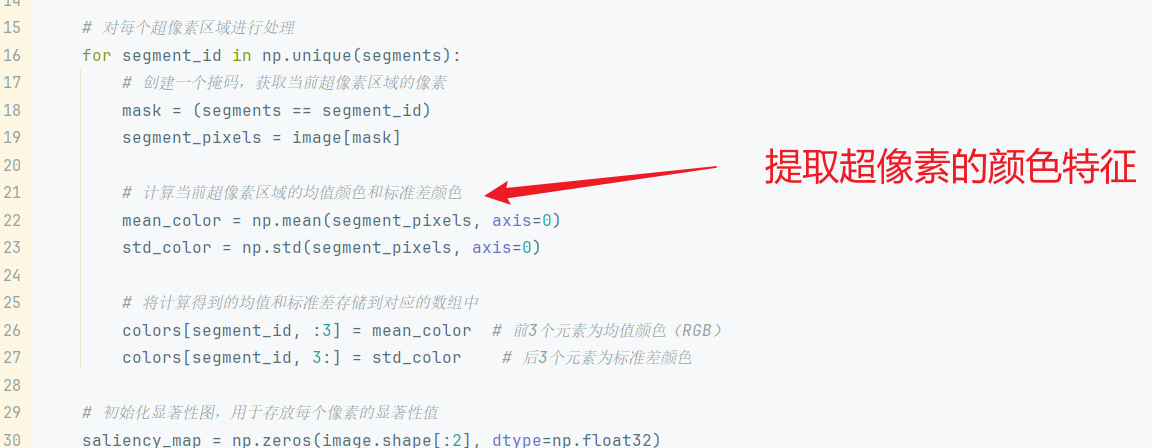 14
15 # 对每个超像素区域进行处理
16 for segment_id in np.unique(segments):
17 # 创建一个掩码，获取当前超像素区域的像素
18 mask = (segments == segment_id)
19 segment_pixels = image[mask]
20
提取超像素的颜色特征
21 # 计算当前超像素区域的均值颜色和标准差颜色
22 mean_color = np.mean(segment_pixels, axis=0)
23 std_color = np.std(segment_pixels, axis=0)
24
25 # 将计算得到的均值和标准差存储到对应的数组中
26 colors[segment_id, :3] = mean_color # 前3个元素为均值颜色（RGB）
27 colors[segment_id, 3:] = std_color # 后3个元素为标准差颜色
28
29 # 初始化显著性图，用于存放每个像素的显著性值
30 saliency_map = np.zeros(image.shape[:2], dtype=np.float32)